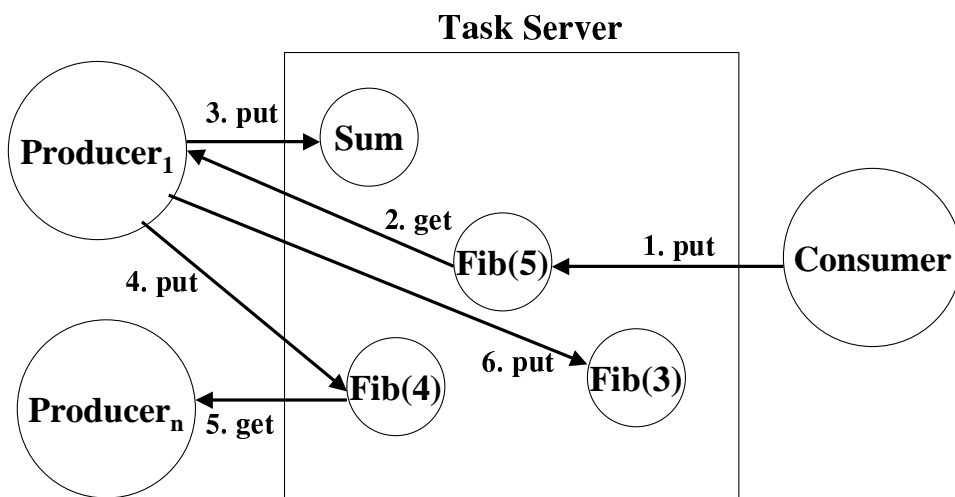 Task Server
3. put
Sum
Producer1
2. get
1. put
Fib(5)
Consumer
4. put
6. put
Fib(3)
Fib(4)
Producern
5. get